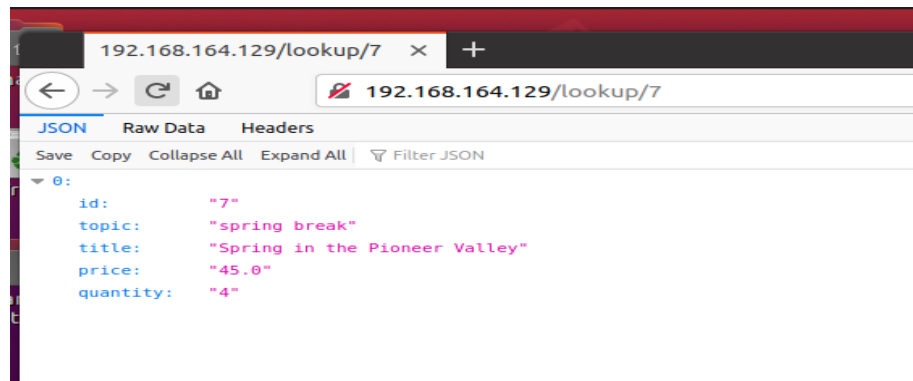 192.168.164.129/lookup/7
192.168.164.129/lookup/7
JSON Raw Data Headers
Save Copy Collapse All Expand All Filter JSON
0:
id: "7"
topic: "spring break"
title: "Spring in the Pioneer Valley"
price: "45.0"
quantity: "4"